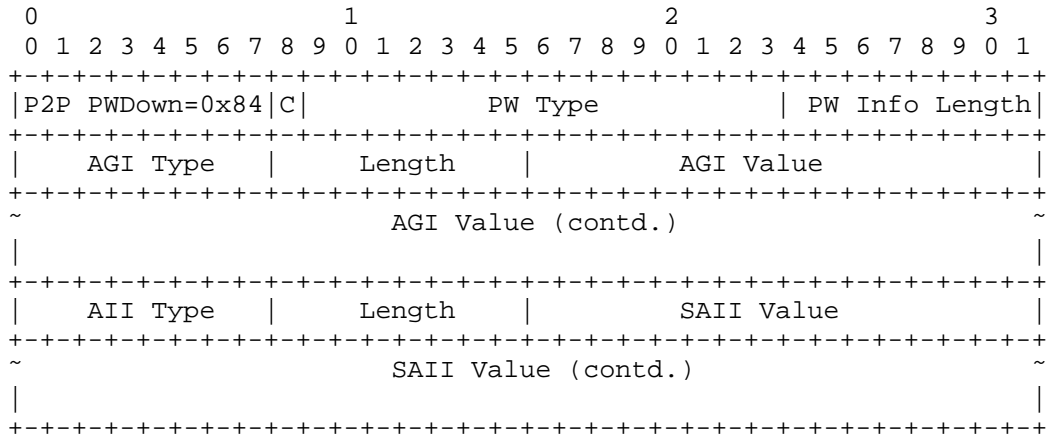 0                   1                   2                   3
 0 1 2 3 4 5 6 7 8 9 0 1 2 3 4 5 6 7 8 9 0 1 2 3 4 5 6 7 8 9 0 1
+-+-+-+-+-+-+-+-+-+-+-+-+-+-+-+-+-+-+-+-+-+-+-+-+-+-+-+-+-+-+-+-+
|P2P PWDown=0x84|C|           PW Type           | PW Info Length|
+-+-+-+-+-+-+-+-+-+-+-+-+-+-+-+-+-+-+-+-+-+-+-+-+-+-+-+-+-+-+-+-+
|    AGI Type   |     Length    |         AGI Value             |
+-+-+-+-+-+-+-+-+-+-+-+-+-+-+-+-+-+-+-+-+-+-+-+-+-+-+-+-+-+-+-+-+
~                       AGI Value (contd.)                      ~
|                                                               |
+-+-+-+-+-+-+-+-+-+-+-+-+-+-+-+-+-+-+-+-+-+-+-+-+-+-+-+-+-+-+-+-+
|    AII Type   |     Length    |         SAII Value            |
+-+-+-+-+-+-+-+-+-+-+-+-+-+-+-+-+-+-+-+-+-+-+-+-+-+-+-+-+-+-+-+-+
~                       SAII Value (contd.)                     ~
|                                                               |
+-+-+-+-+-+-+-+-+-+-+-+-+-+-+-+-+-+-+-+-+-+-+-+-+-+-+-+-+-+-+-+-+